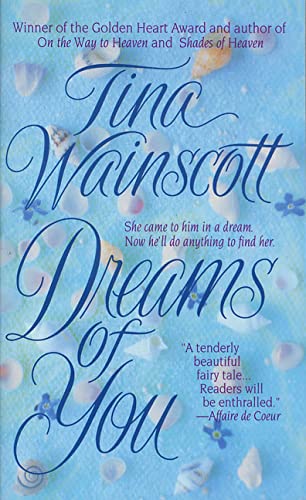 Winner of the Golden Heart Award and author of
On the Way to Heaven and Shades of Heaven
Tina
Wainscott
She came to him in a dream.
Now he'll do anything to find her.
Dreams
of
You
"A tenderly
beautiful
fairy tale...
Readers will
be enthralled."
—Affaire de Coeur